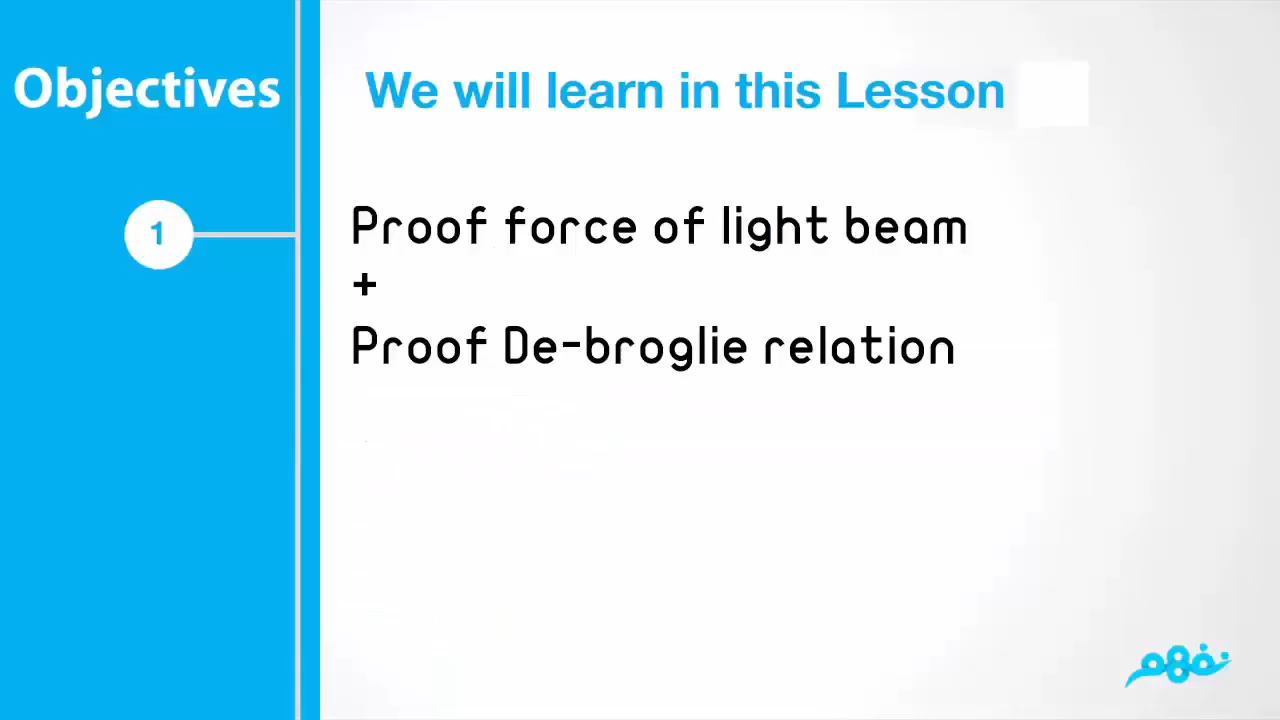 Objectives
We will learn in this Lesson
1
Proof force of light beam
+
Proof De-broglie relation
نفهم